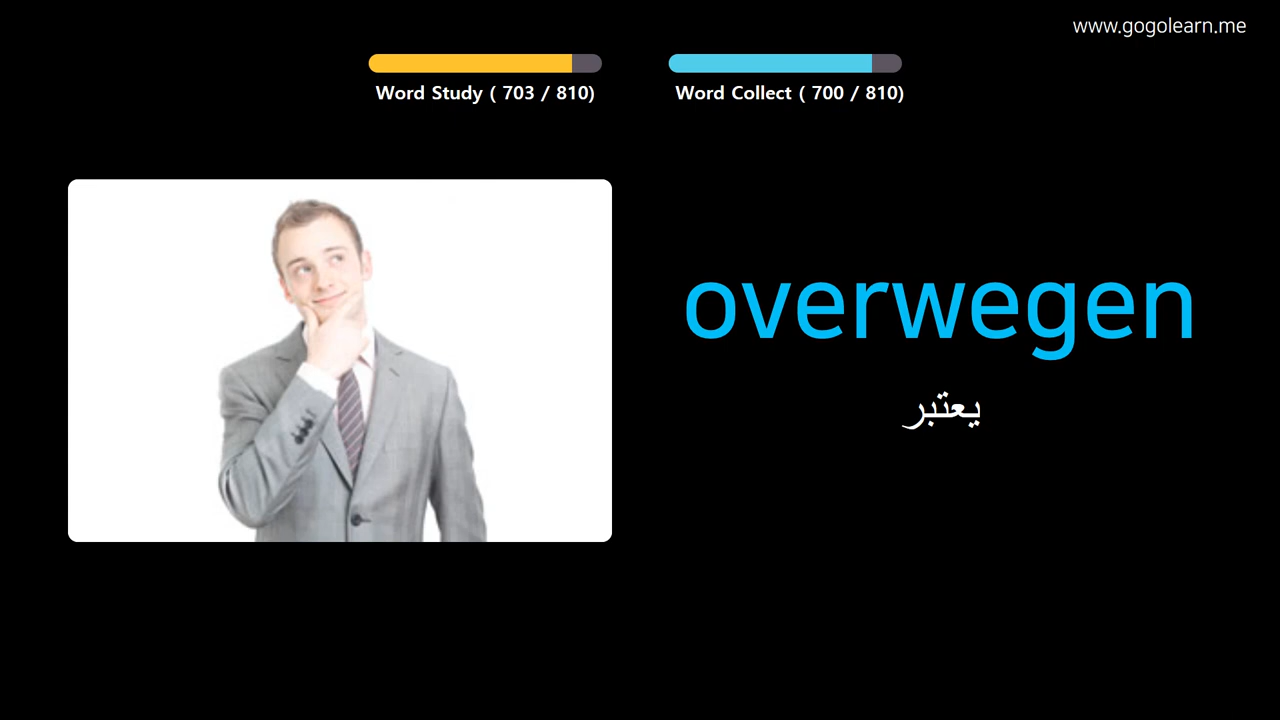 www.gogolearn.me
Word Study ( 703 / 810)
Word Collect ( 700 / 810)
overwegen
يعتبر